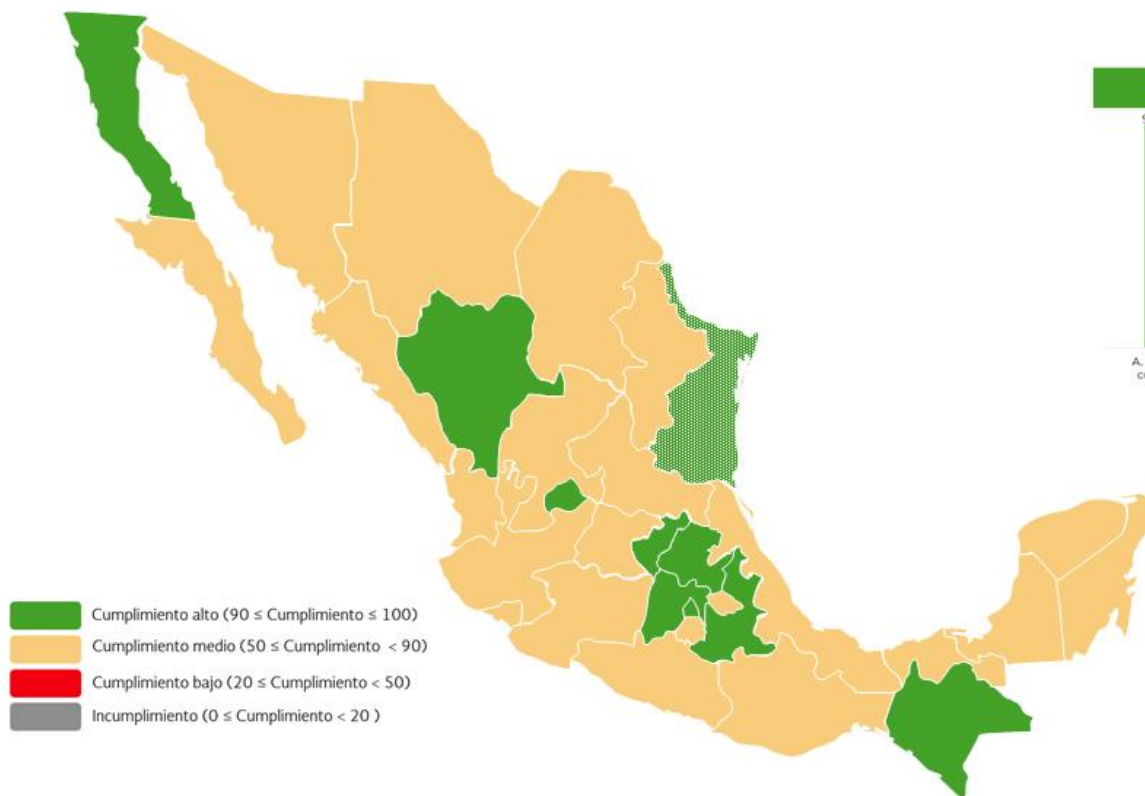 A.
Cumplimiento alto (90 ≤ Cumplimiento ≤ 100)
Cumplimiento medio (50 ≤ Cumplimiento < 90)
Cumplimiento bajo (20 ≤ Cumplimiento < 50)
Incumplimiento (0 ≤ Cumplimiento < 20 )